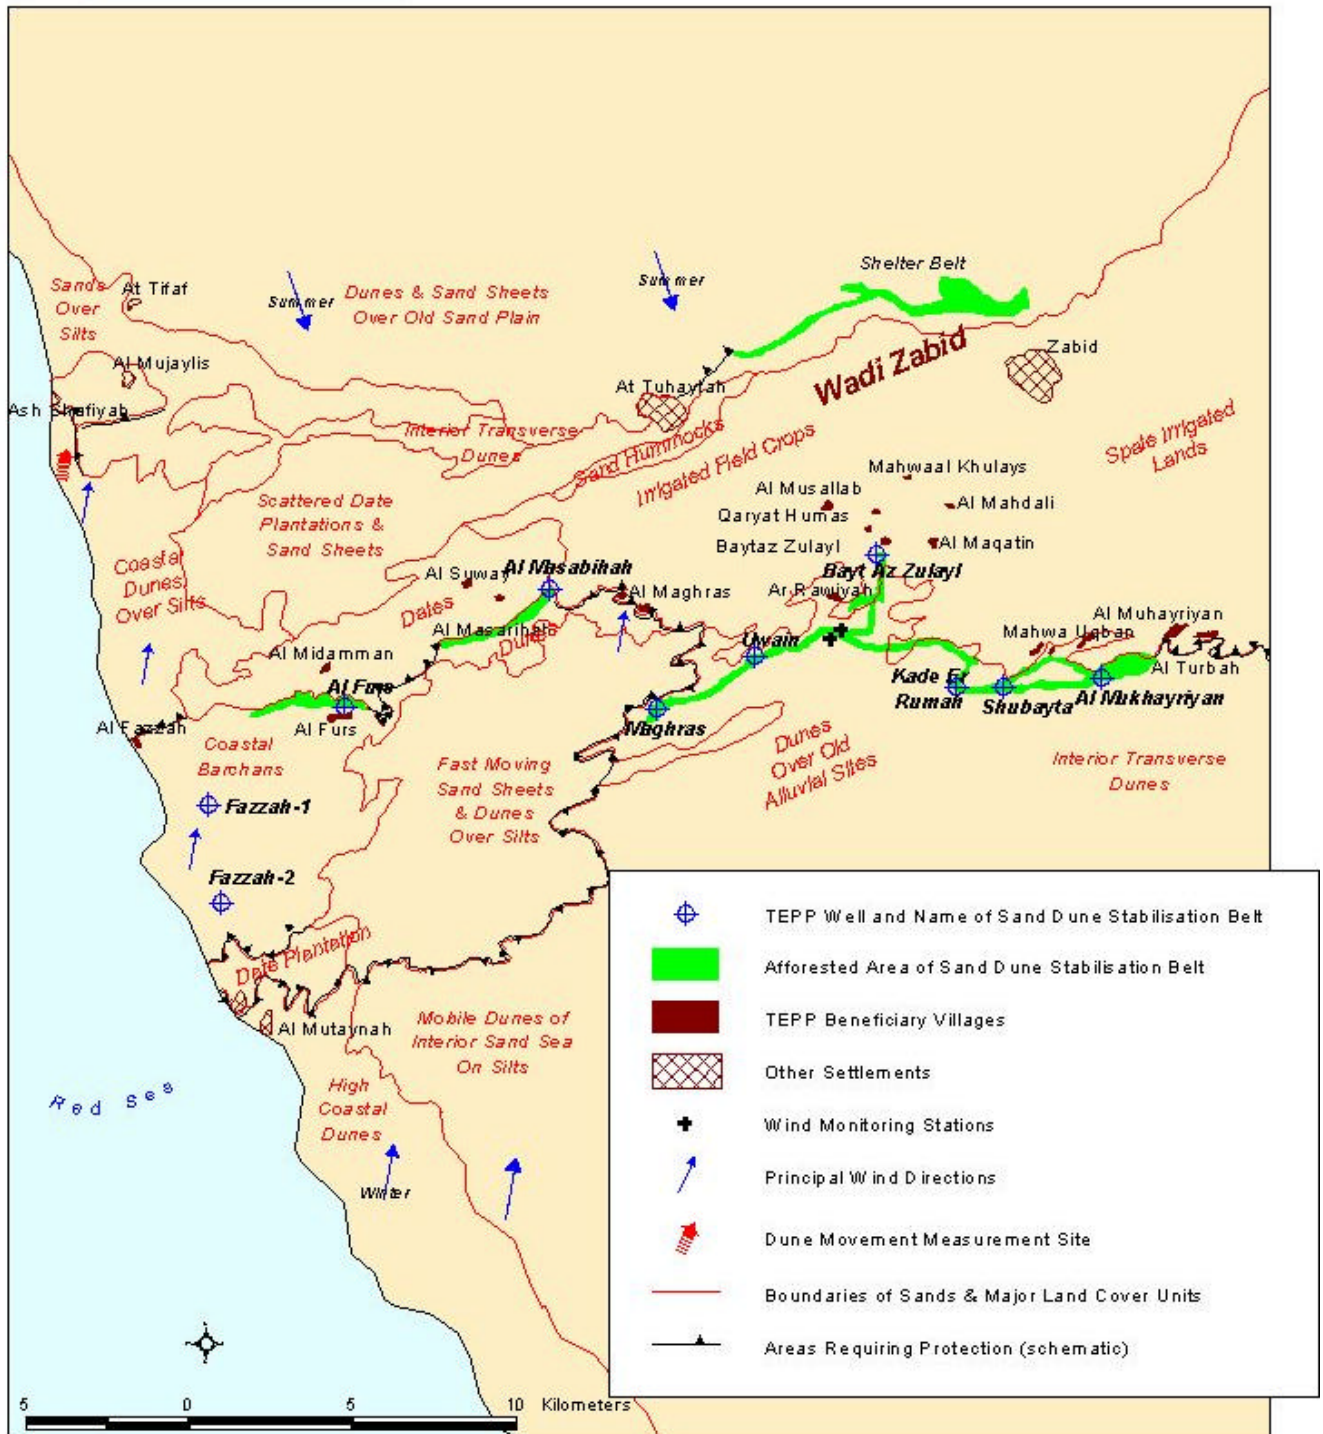 Shelter Belt
Summer
Summer
Sands
Over
Silts
At Tifaf
Dunes & Sand Sheets
Over Old Sand Plain
Zabid
Wadi Zabid
Al Mujaylis
At Tuhaytah
Ash Shafiyah
Interior Transverse
Dunes
Sand Hummocks
Irrigated Field Crops
Spate Irrigated
Lands
Mahwaal Khulays
Al Musallab
Al Mahdali
Qaryat Humas
Scattered Date
Plantations &
Sand Sheets
Baytaz Zulayl
Al Maqatin
Coastal
Dunes
Over Silts
Al Suway
Al Masabihah
Bayt Az Zulayl
Ar Rawiyah
Al Maghras
Dates
Al Masarihah
Dunes
Al Muhayriyan
Mahwa Uqban
Uwain
Al Midamman
Al Turbah
Al Furs
Kade Er
Rumah
Shubayta
Al Mukhayriyan
Al Fazzah
Al Furs
Maghras
Coastal
Barchans
Dunes
Over Old
Alluvial Sites
Fast Moving
Sand Sheets
& Dunes
Over Silts
Interior Transverse
Dunes
Fazzah-1
Fazzah-2
Date Plantation
Al Mutaynah
Mobile Dunes of
Interior Sand Sea
On Silts
Red Sea
High
Coastal
Dunes
Winter
TEPP Well and Name of Sand Dune Stabilisation Belt
Afforested Area of Sand Dune Stabilisation Belt
TEPP Beneficiary Villages
Other Settlements
Wind Monitoring Stations
Principal Wind Directions
Dune Movement Measurement Site
Boundaries of Sands & Major Land Cover Units
Areas Requiring Protection (schematic)
5 0 5 10 Kilometers